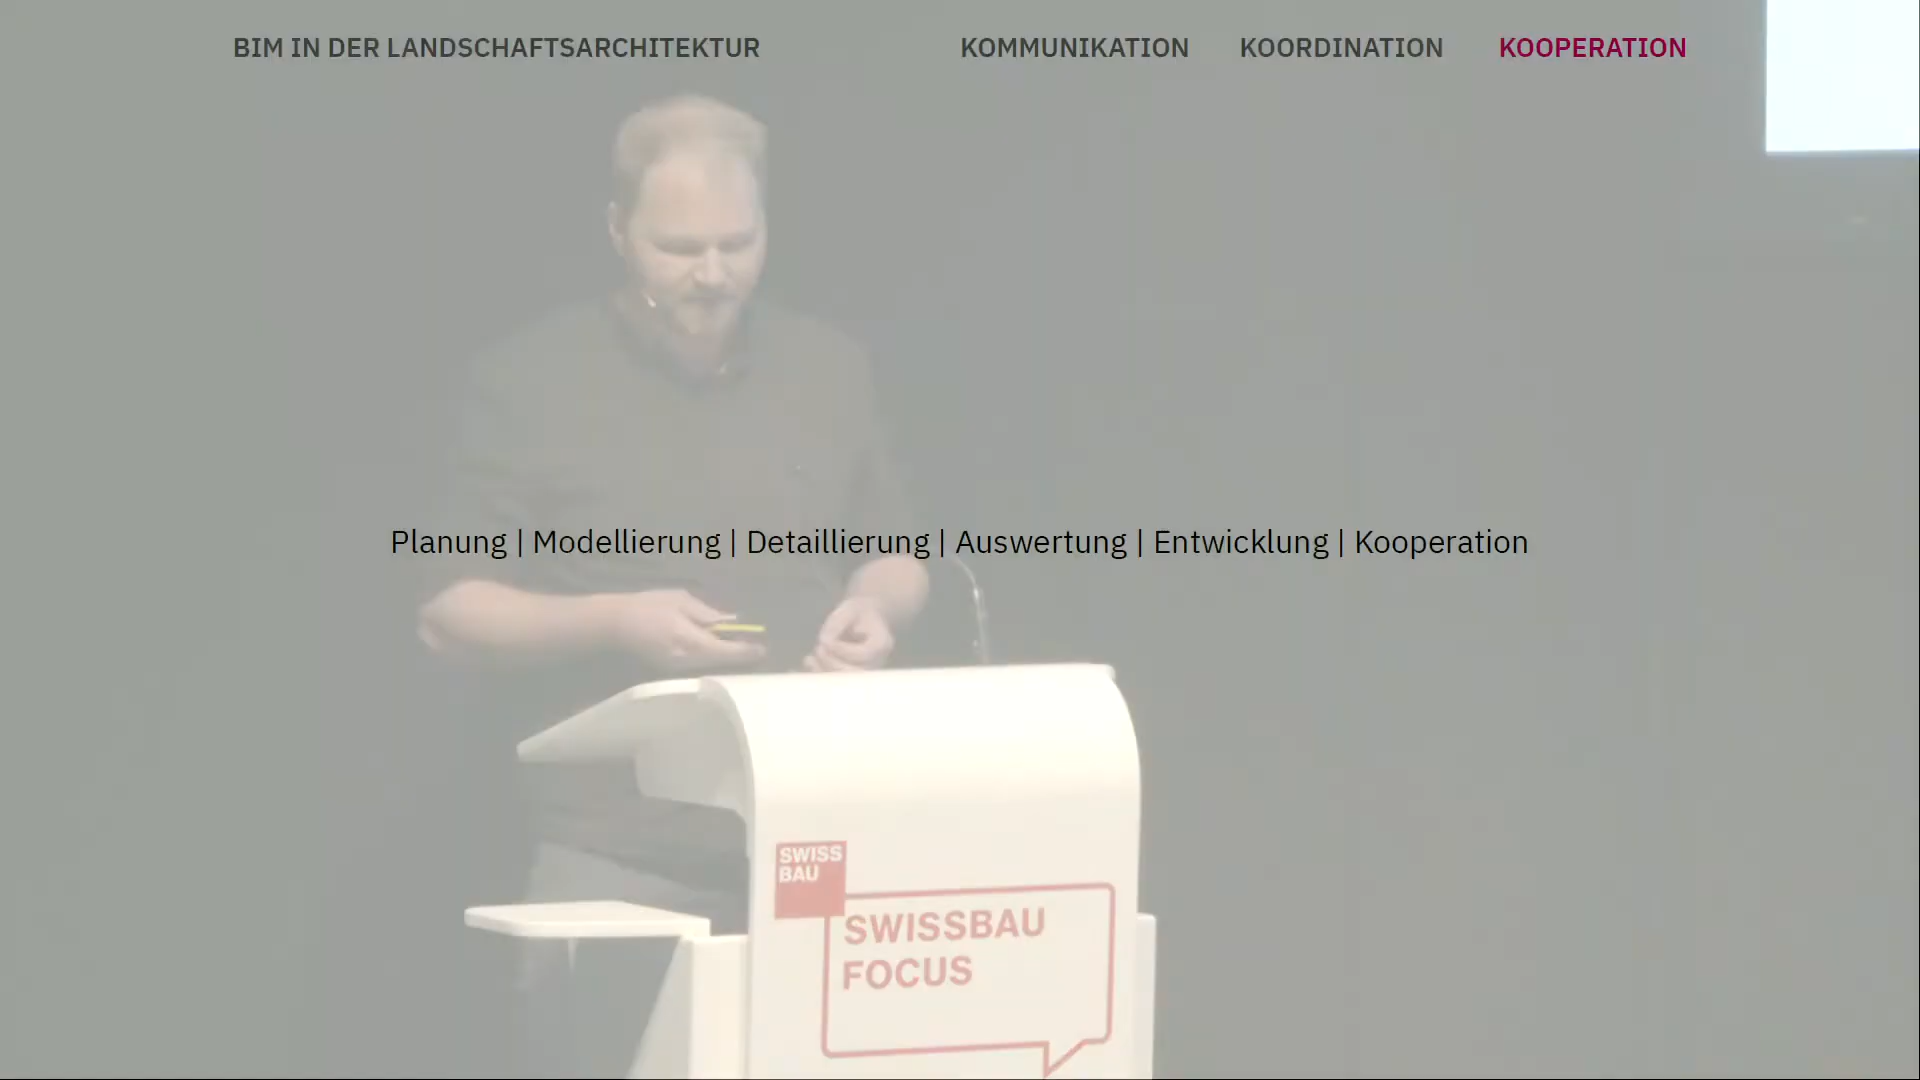 BIM IN DER LANDSCHAFTSARCHITEKTUR KOMMUNIKATION KOORDINATION KOOPERATION
Planung | Modellierung | Detaillierung | Auswertung | Entwicklung | Kooperation
SWISS
BAU
SWISSBAU
FOCUS